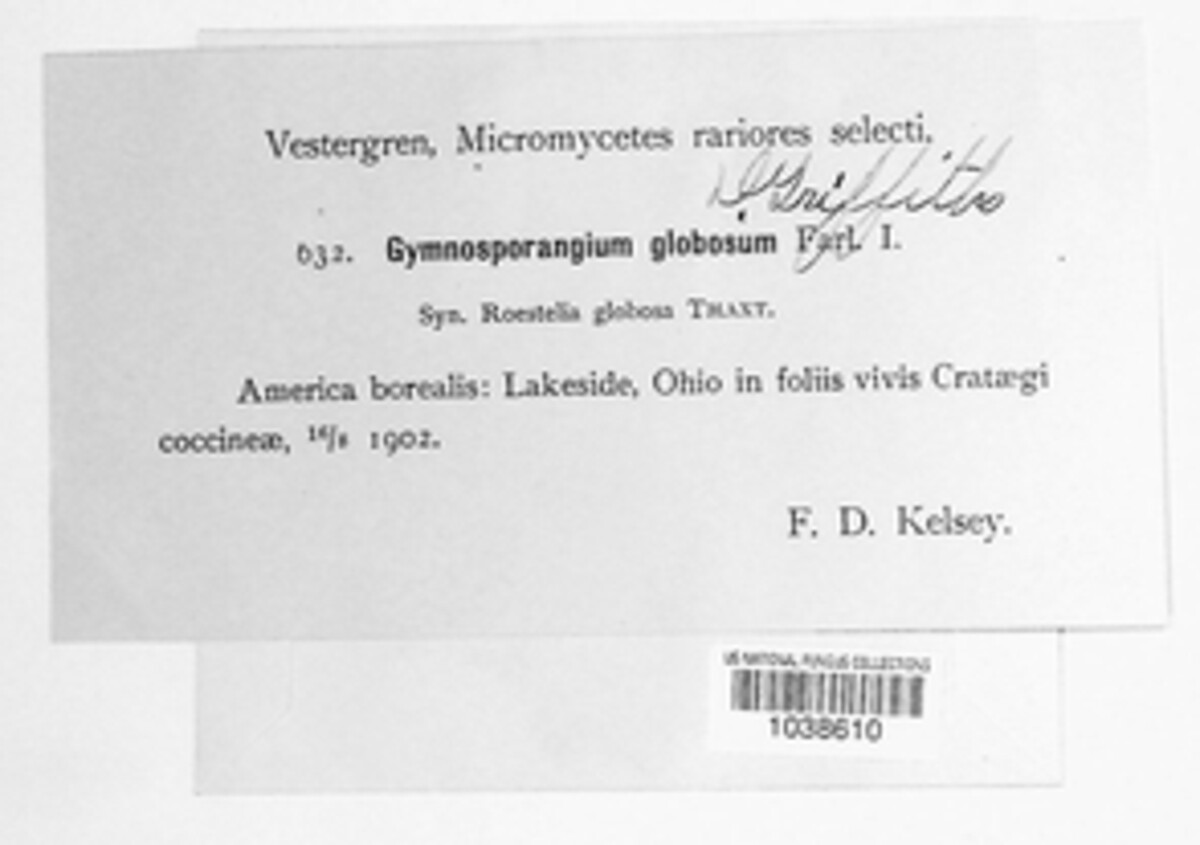 Vestergren, Micromycetes rariores selecti.
D Griffiths
632. Gymnosporangium globosum Farl. I.
Syn. Roestelia globosa THAXT.
America borealis: Lakeside, Ohio in foliis vivis Cratægi
coccineæ, 16/8 1902.
F. D. Kelsey.
US NATIONAL FUNGUS COLLECTIONS
1038610